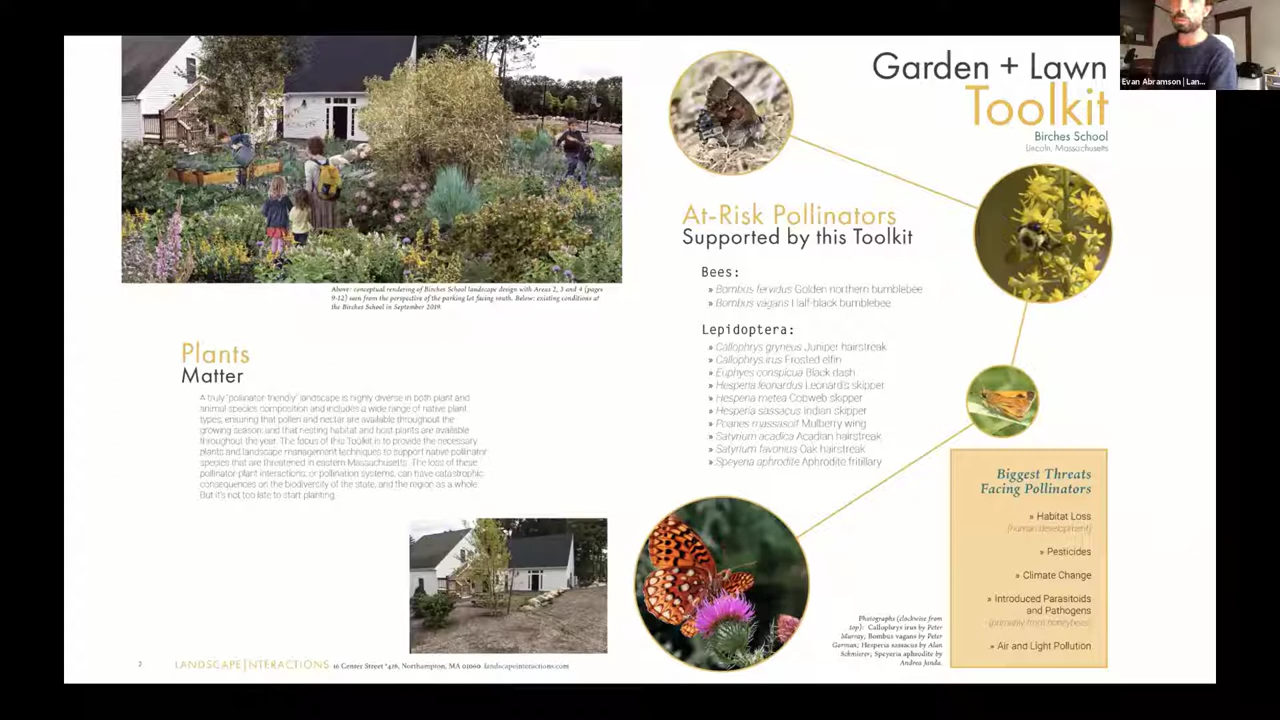 Garden + Lawn
Toolkit
Birches School
Lincoln, Massachusetts
Evan Abramson | Lan...
Above: conceptual rendering of Birches School landscape design with Areas 2, 3 and 4 (pages
9-12) seen from the perspective of the parking lot facing south. Below: existing conditions at
the Birches School in September 2019.
Plants
Matter
A truly 'pollinator-friendly' landscape is highly diverse in both plant and
animal species composition and includes a wide range of native plant
types, ensuring that pollen and nectar are available throughout the
growing season, and that nesting habitat and host plants are available
throughout the year. The focus of this Toolkit is to provide the necessary
plants and landscape management techniques to support native pollinator
species that are threatened in eastern Massachusetts. The loss of these
pollinator-plant interactions, or pollination systems, can have catastrophic
consequences on the biodiversity of the state, and the region as a whole.
But it's not too late to start planting.
2
LANDSCAPE|INTERACTIONS 16 Center Street #426, Northampton, MA 01060 landscapeinteractions.com
At-Risk Pollinators
Supported by this Toolkit
Bees:
» Bombus fervidus Golden northern bumblebee
» Bombus vagans Half-black bumblebee
Lepidoptera:
» Callophrys gryneus Juniper hairstreak
» Callophrys irus Frosted elfin
» Euphyes conspicua Black dash
» Hesperia leonardus Leonard's skipper
» Hesperia metea Cobweb skipper
» Hesperia sassacus Indian skipper
» Poanes massasoit Mulberry wing
» Satyrium acadica Acadian hairstreak
» Satyrium favonius Oak hairstreak
» Speyeria aphrodite Aphrodite fritillary
Biggest Threats
Facing Pollinators
» Habitat Loss
(human development)
» Pesticides
» Climate Change
» Introduced Parasitoids
and Pathogens
(primarily from honeybees)
» Air and Light Pollution
Photographs (clockwise from
top): Callophrys irus by Peter
Murray, Bombus vagans by Peter
Gorman; Hesperia sassacus by Alan
Schmierer; Speyeria aphrodite by
Andrea Janda.